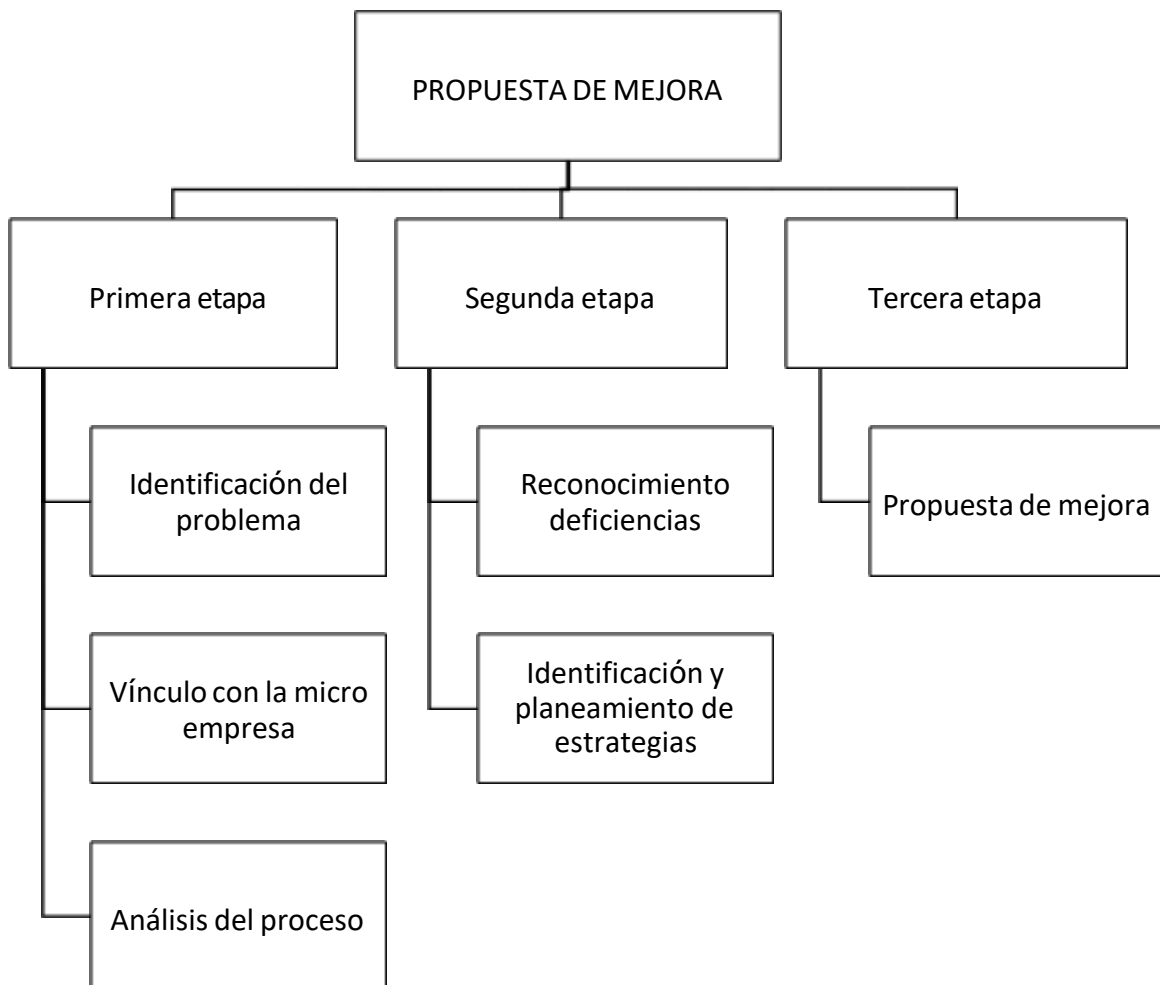 PROPUESTA DE MEJORA
Primera etapa
Segunda etapa
Tercera etapa
Identificación del
problema
Reconocimiento
deficiencias
Propuesta de mejora
Vínculo con la micro
empresa
Identificación y
planeamiento de
estrategias
Análisis del proceso